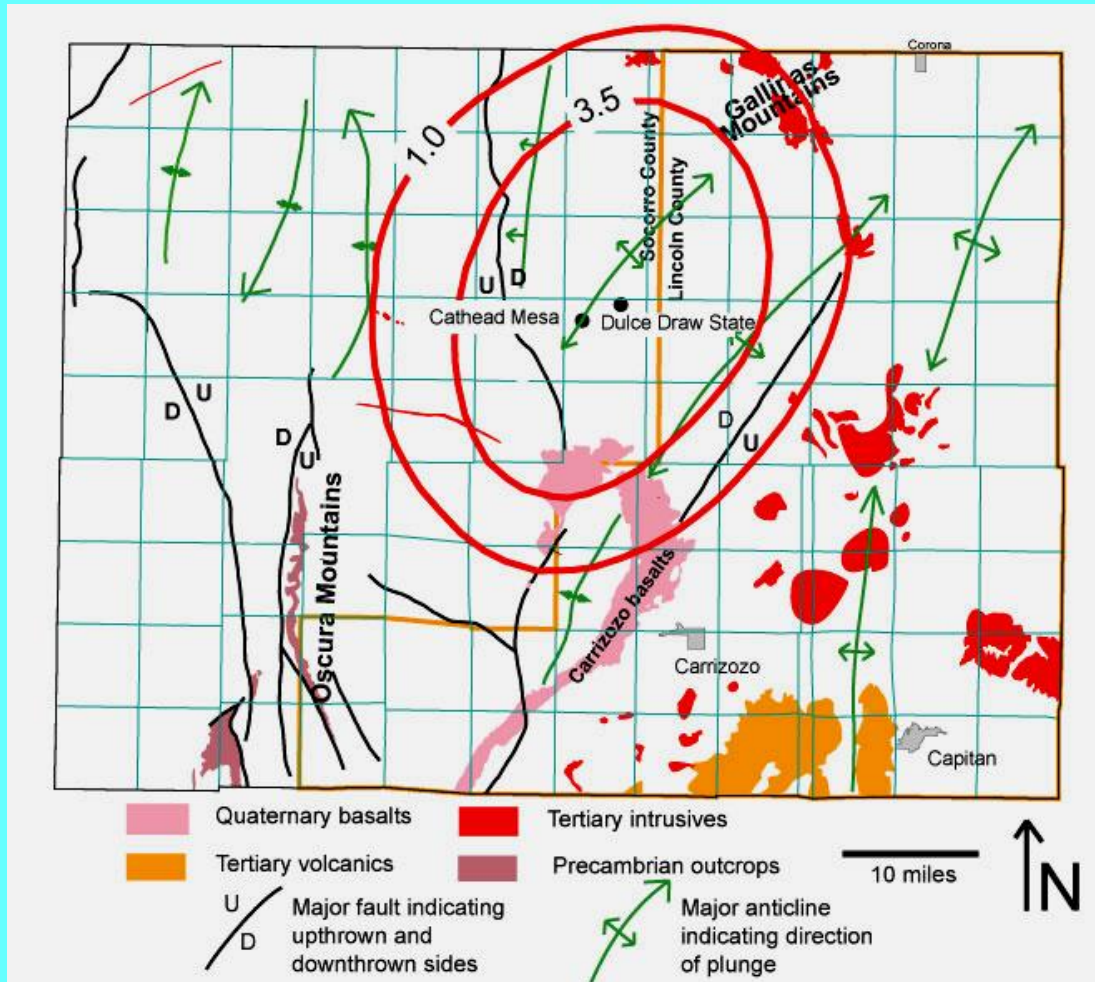 Corona
Gallinas
Mountains
1.0
3.5
Socorro County
Lincoln County
U
D
Cathead Mesa
Dulce Draw State
U
D
D
U
D
U
Oscura Mountains
Carrizozo basalts
Carrizozo
Capitan
Quaternary basalts
Tertiary intrusives
Tertiary volcanics
Precambrian outcrops
10 miles
N
U
D
Major fault indicating
upthrown and
downthrown sides
Major anticline
indicating direction
of plunge